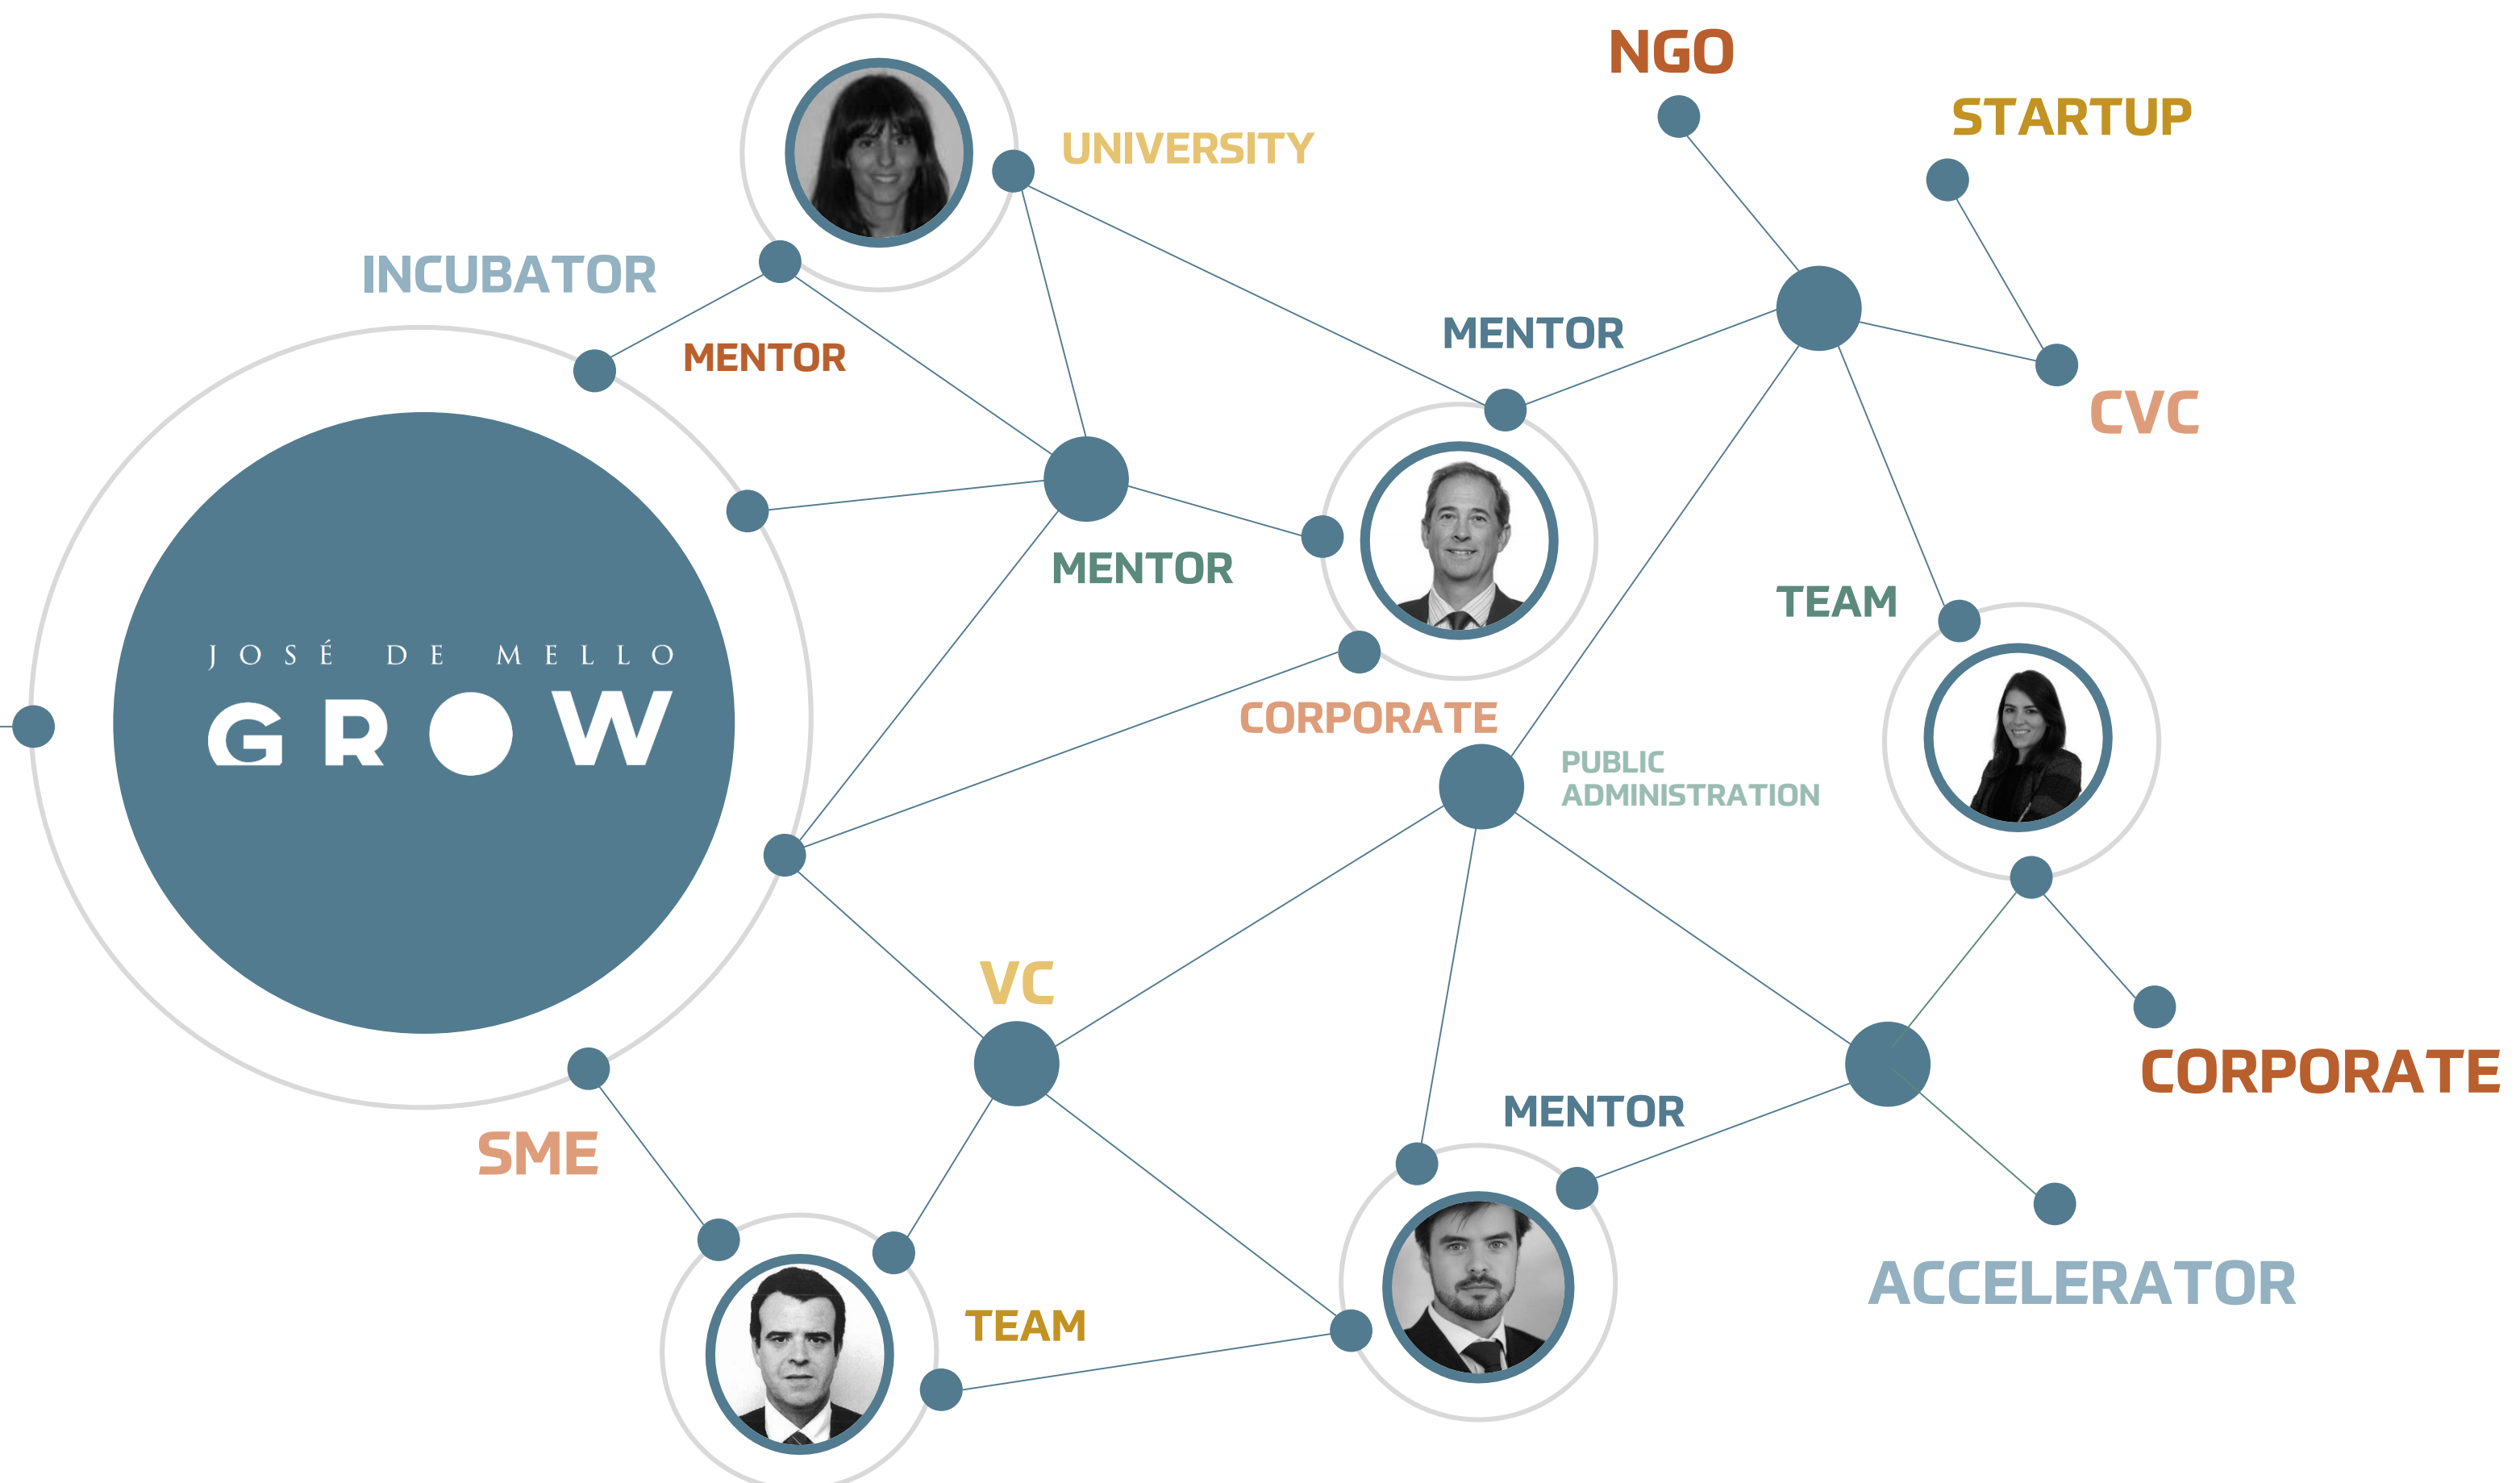 NGO
STARTUP
UNIVERSITY
INCUBATOR
MENTOR
MENTOR
CVC
MENTOR
TEAM
JOSÉ DE MELLO
GROW
CORPORATE
PUBLIC
ADMINISTRATION
VC
CORPORATE
MENTOR
SME
ACCELERATOR
TEAM